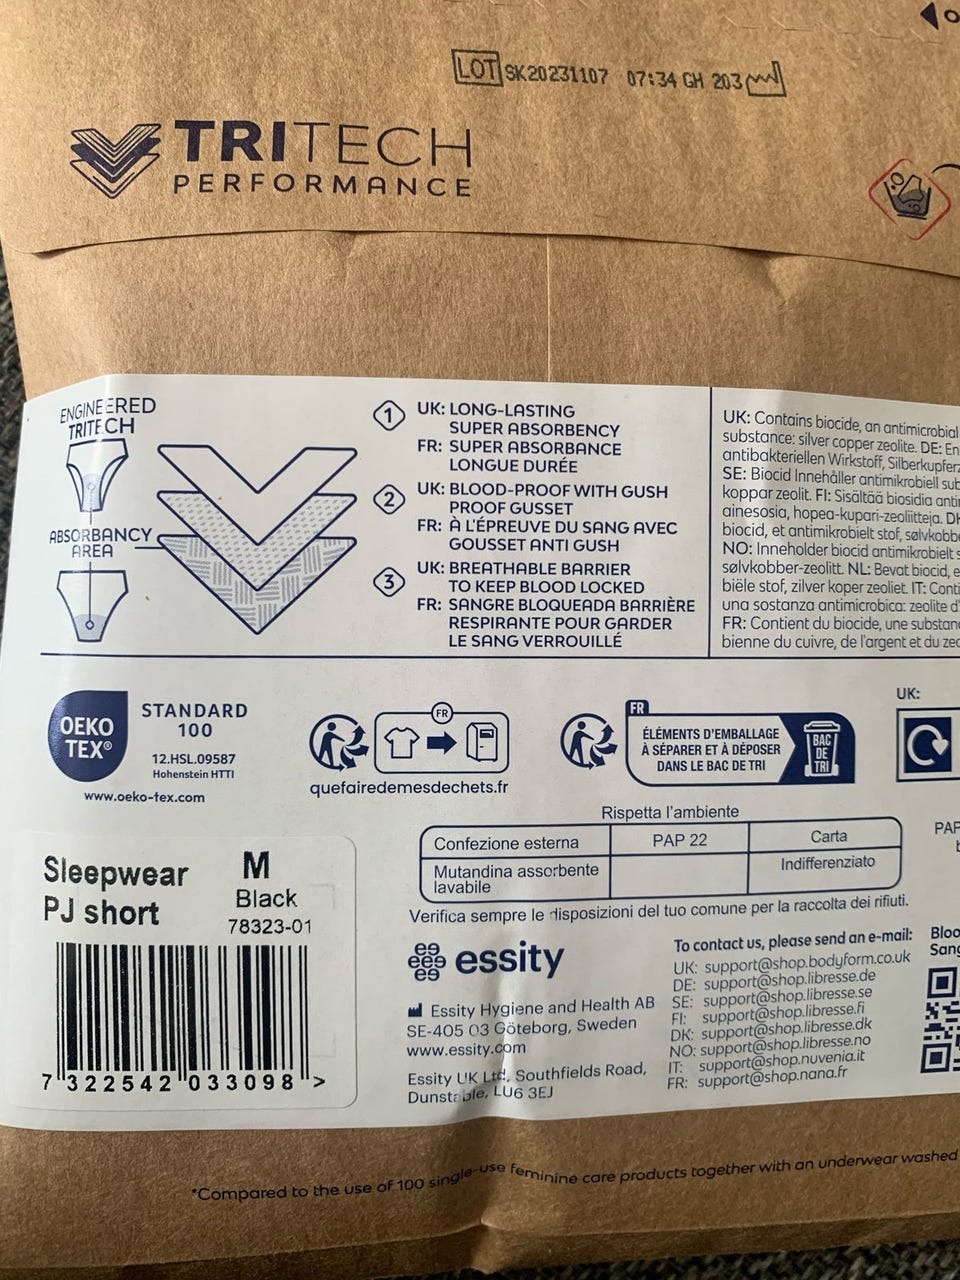 LOT SK20231107 07:34 GH 203
TRITECH
PERFORMANCE
ENGINEERED
TRITECH
ABSORBANCY
AREA
1 UK: LONG-LASTING
SUPER ABSORBENCY
FR: SUPER ABSORBANCE
LONGUE DURÉE
2 UK: BLOOD-PROOF WITH GUSH
PROOF GUSSET
FR: À L'ÉPREUVE DU SANG AVEC
GOUSSET ANTI GUSH
3 UK: BREATHABLE BARRIER
TO KEEP BLOOD LOCKED
FR: SANGRE BLOQUEADA BARRIÈRE
RESPIRANTE POUR GARDER
LE SANG VERROUILLÉ
UK: Contains biocide, an antimicrobial
substance: silver copper zeolite. DE: En
antibakteriellen Wirkstoff, Silberkupferz
SE: Biocid Innehåller antimikrobiell sub
koppar zeolit. FI: Sisältää biosidia anti
ainesosia, hopea-kupari-zeoliitteja. DK
biocid, et antimikrobielt stof, sølvkobbe
NO: Inneholder biocid antimikrobielt s
sølvkobber-zeolitt. NL: Bevat biocid, e
biële stof, zilver koper zeoliet. IT: Conti
una sostanza antimicrobica: zeolite d'
FR: Contient du biocide, une substanc
bienne du cuivre, de l'argent et du zeo
OEKO
TEX®
STANDARD
100
12.HSL.09587
Hohenstein HTTI
www.oeko-tex.com
FR
quefairedemesdechets.fr
FR
ÉLÉMENTS D'EMBALLAGE
À SÉPARER ET À DÉPOSER
DANS LE BAC DE TRI
BAC
DE
TRI
UK:
Rispetta l'ambiente
Confezione esterna PAP 22 Carta
Mutandina assorbente
lavabile Indifferenziato
Verifica sempre le disposizioni del tuo comune per la raccolta dei rifiuti.
PAP
Sleepwear
PJ short
M
Black
78323-01
7 322542 033098 >
essity
Essity Hygiene and Health AB
SE-405 03 Göteborg, Sweden
www.essity.com
Essity UK Ltd, Southfields Road,
Dunstable, LU6 3EJ
To contact us, please send an e-mail:
UK: support@shop.bodyform.co.uk
DE: support@shop.libresse.de
SE: support@shop.libresse.se
FI: support@shop.libresse.fi
DK: support@shop.libresse.dk
NO: support@shop.libresse.no
IT: support@shop.nuvenia.it
FR: support@shop.nana.fr
Bloo
Sang
*Compared to the use of 100 single-use feminine care products together with an underwear washed